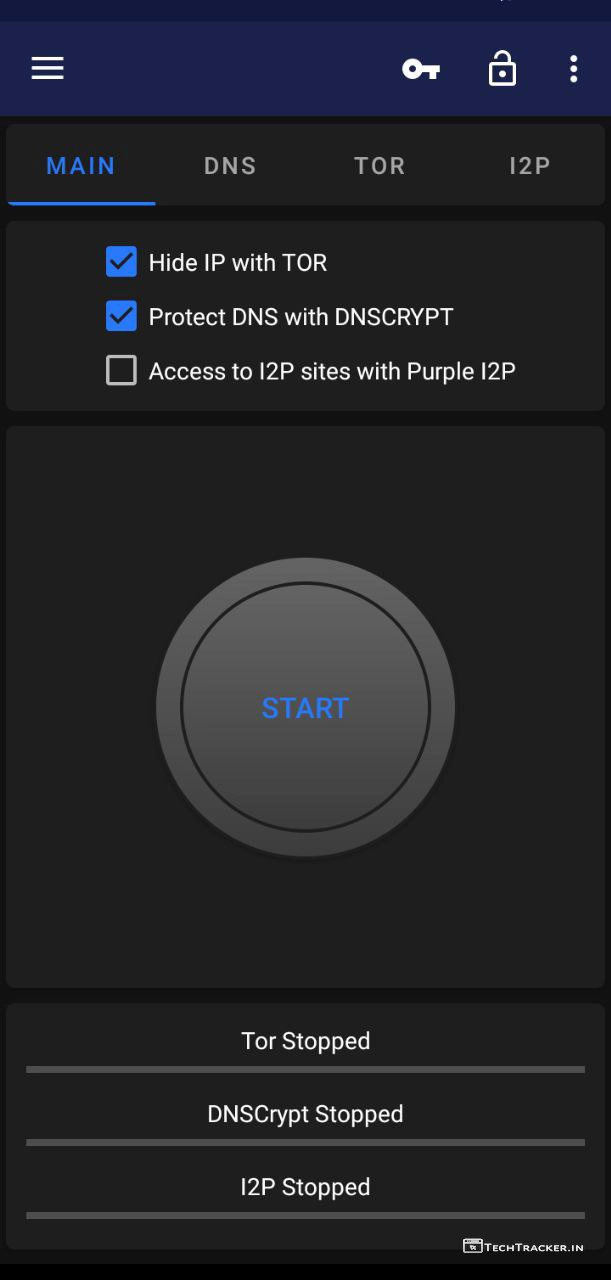 MAIN DNS TOR I2P
Hide IP with TOR
Protect DNS with DNSCRYPT
Access to I2P sites with Purple I2P
START
Tor Stopped
DNSCrypt Stopped
I2P Stopped
TECHTRACKER.IN